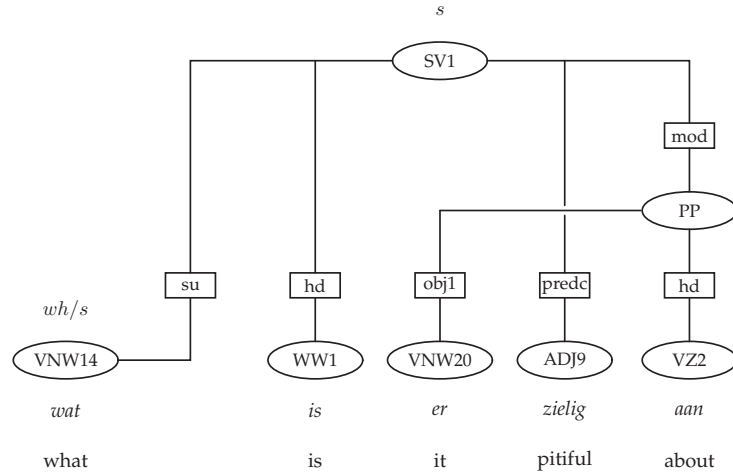 s
SV1
mod
PP
su hd obj1 predc hd
wh/s
VNW14 WW1 VNW20 ADJ9 VZ2
wat is er zielig aan
what is it pitiful about